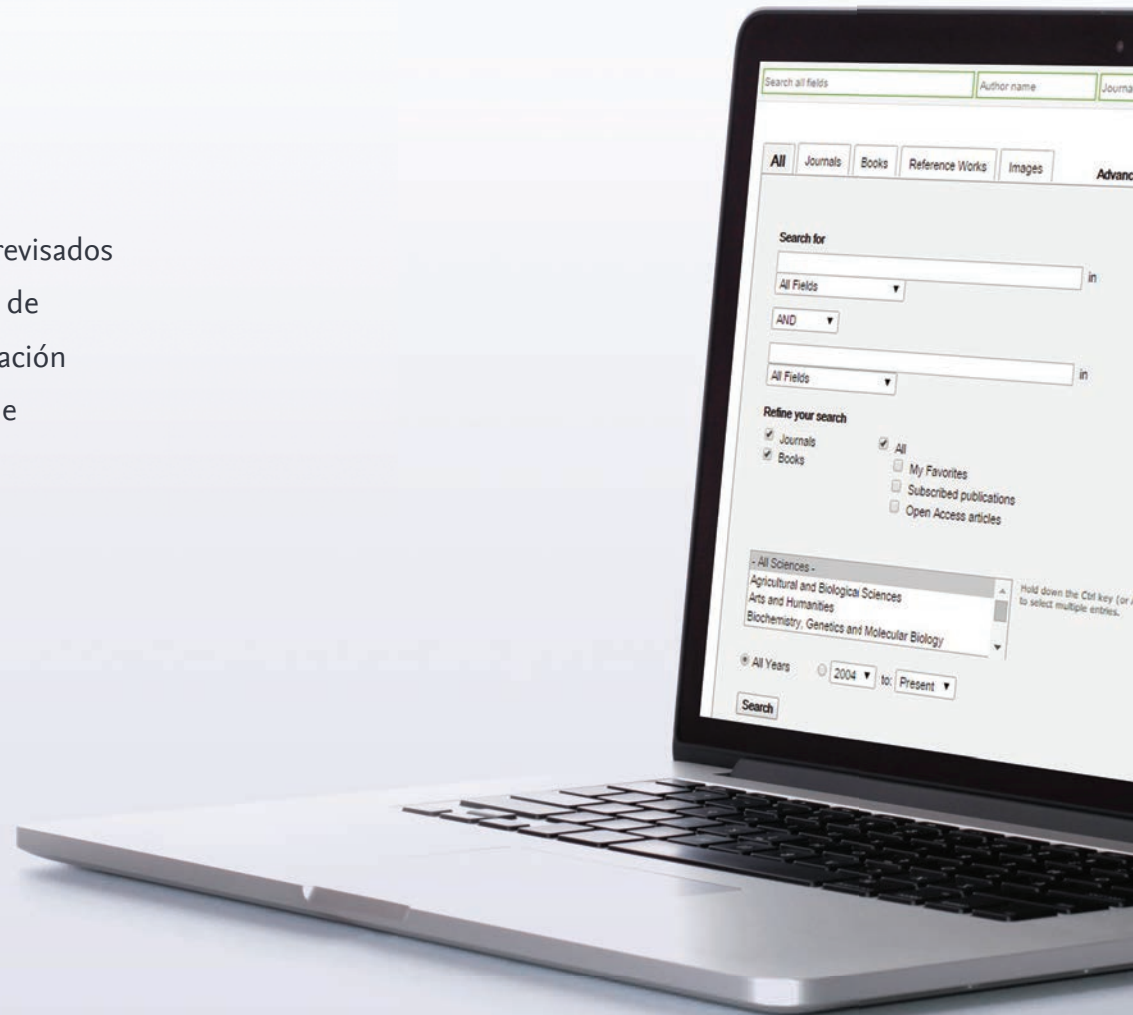 revisados
de
ación
e
Search all fields
Author name
Journa
All
Journals
Books
Reference Works
Images
Advanc
Search for
in
All Fields
AND
in
All Fields
Refine your search
Journals
All
Books
My Favorites
Subscribed publications
Open Access articles
- All Sciences -
Agricultural and Biological Sciences
Arts and Humanities
Biochemistry, Genetics and Molecular Biology
Hold down the Ctrl key (or
to select multiple entries.
All Years
2004
to:
Present
Search